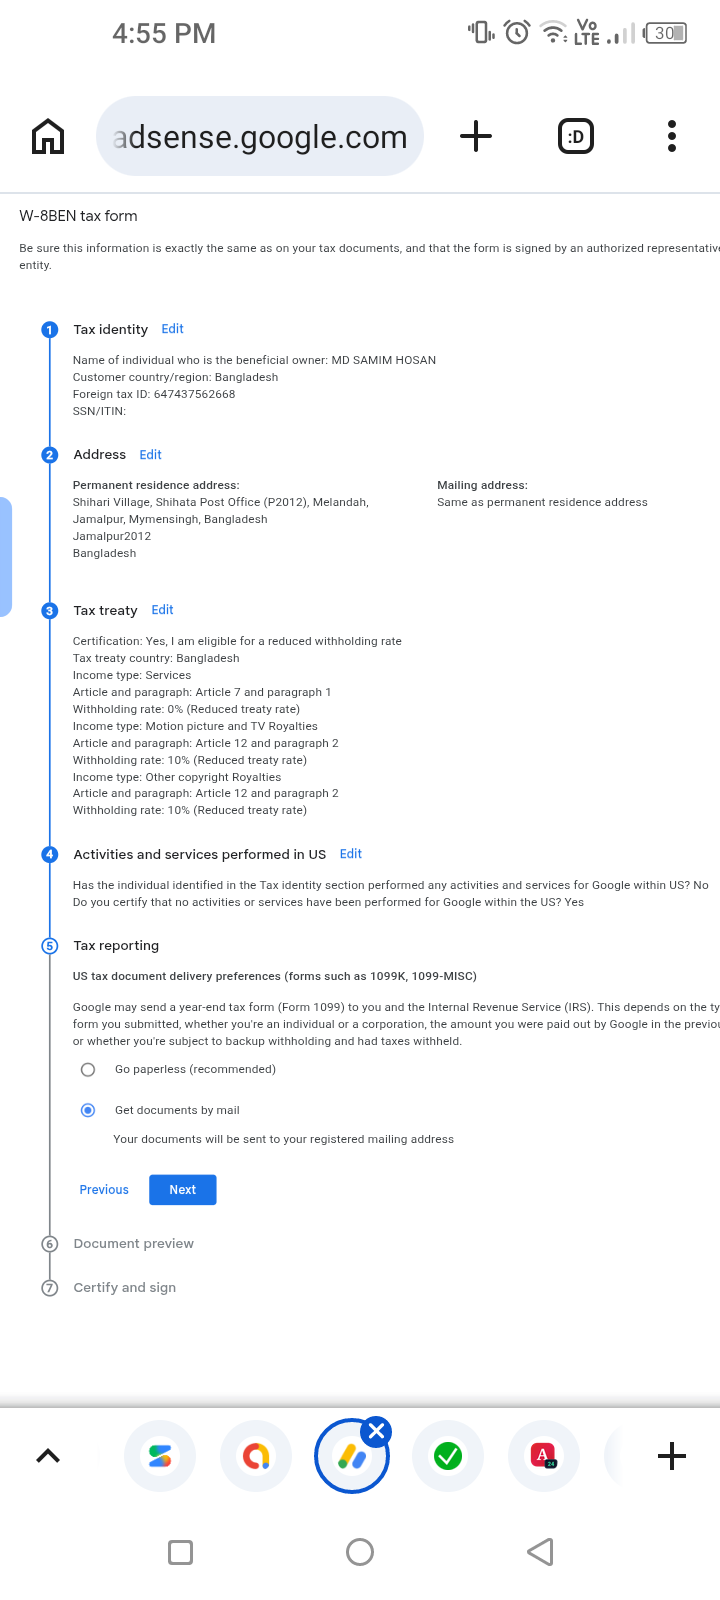 4:55 PM
Vo
LTE
30
adsense.google.com
:D
W-8BEN tax form
Be sure this information is exactly the same as on your tax documents, and that the form is signed by an authorized representative
entity.
1 Tax identity Edit
Name of individual who is the beneficial owner: MD SAMIM HOSAN
Customer country/region: Bangladesh
Foreign tax ID: 647437562668
SSN/ITIN:
2 Address Edit
Permanent residence address: Mailing address:
Shihari Village, Shihata Post Office (P2012), Melandah, Same as permanent residence address
Jamalpur, Mymensingh, Bangladesh
Jamalpur2012
Bangladesh
3 Tax treaty Edit
Certification: Yes, I am eligible for a reduced withholding rate
Tax treaty country: Bangladesh
Income type: Services
Article and paragraph: Article 7 and paragraph 1
Withholding rate: 0% (Reduced treaty rate)
Income type: Motion picture and TV Royalties
Article and paragraph: Article 12 and paragraph 2
Withholding rate: 10% (Reduced treaty rate)
Income type: Other copyright Royalties
Article and paragraph: Article 12 and paragraph 2
Withholding rate: 10% (Reduced treaty rate)
4 Activities and services performed in US Edit
Has the individual identified in the Tax identity section performed any activities and services for Google within US? No
Do you certify that no activities or services have been performed for Google within the US? Yes
5 Tax reporting
US tax document delivery preferences (forms such as 1099K, 1099-MISC)
Google may send a year-end tax form (Form 1099) to you and the Internal Revenue Service (IRS). This depends on the ty
form you submitted, whether you're an individual or a corporation, the amount you were paid out by Google in the previou
or whether you're subject to backup withholding and had taxes withheld.
Go paperless (recommended)
Get documents by mail
Your documents will be sent to your registered mailing address
Previous Next
6 Document preview
7 Certify and sign
A
24